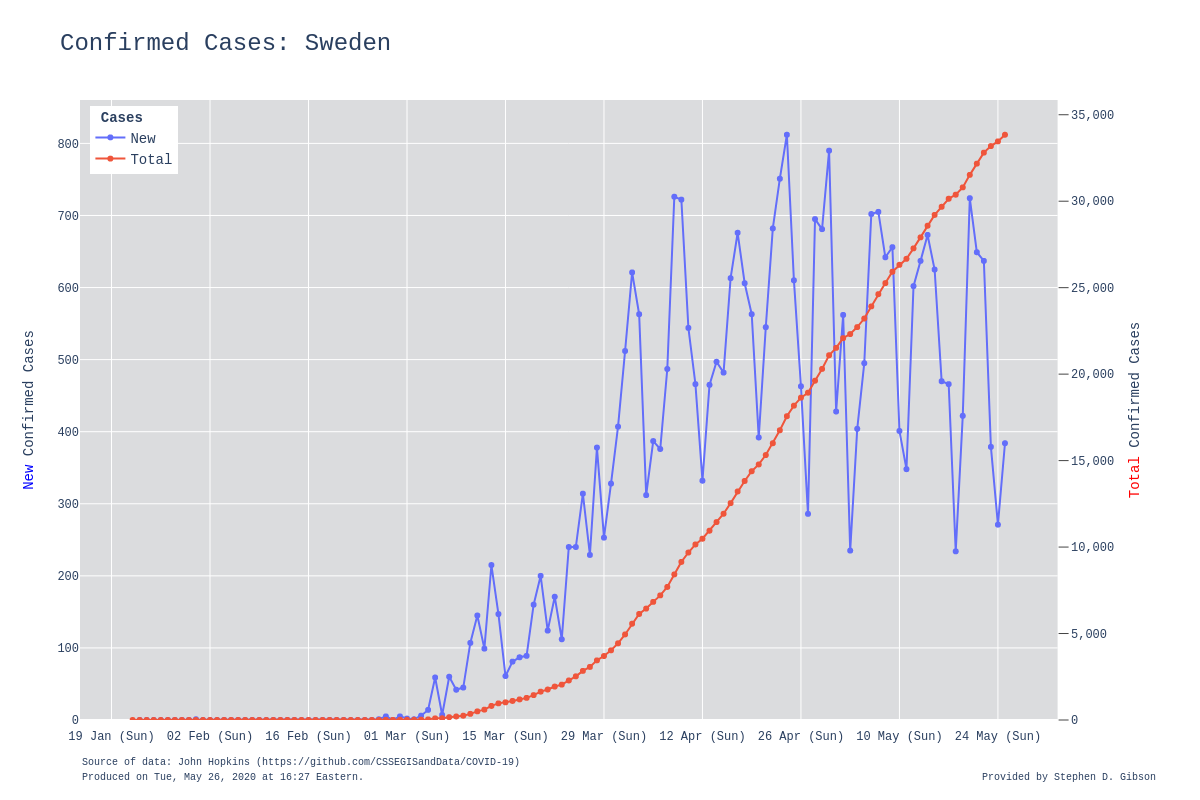 Confirmed Cases: Sweden
Cases
New
Total
800
700
600
500
400
300
200
100
0
New Confirmed Cases
35,000
30,000
25,000
20,000
15,000
10,000
5,000
0
Total Confirmed Cases
19 Jan (Sun) 02 Feb (Sun) 16 Feb (Sun) 01 Mar (Sun) 15 Mar (Sun) 29 Mar (Sun) 12 Apr (Sun) 26 Apr (Sun) 10 May (Sun) 24 May (Sun)
Source of data: John Hopkins (https://github.com/CSSEGISandData/COVID-19)
Produced on Tue, May 26, 2020 at 16:27 Eastern.
Provided by Stephen D. Gibson